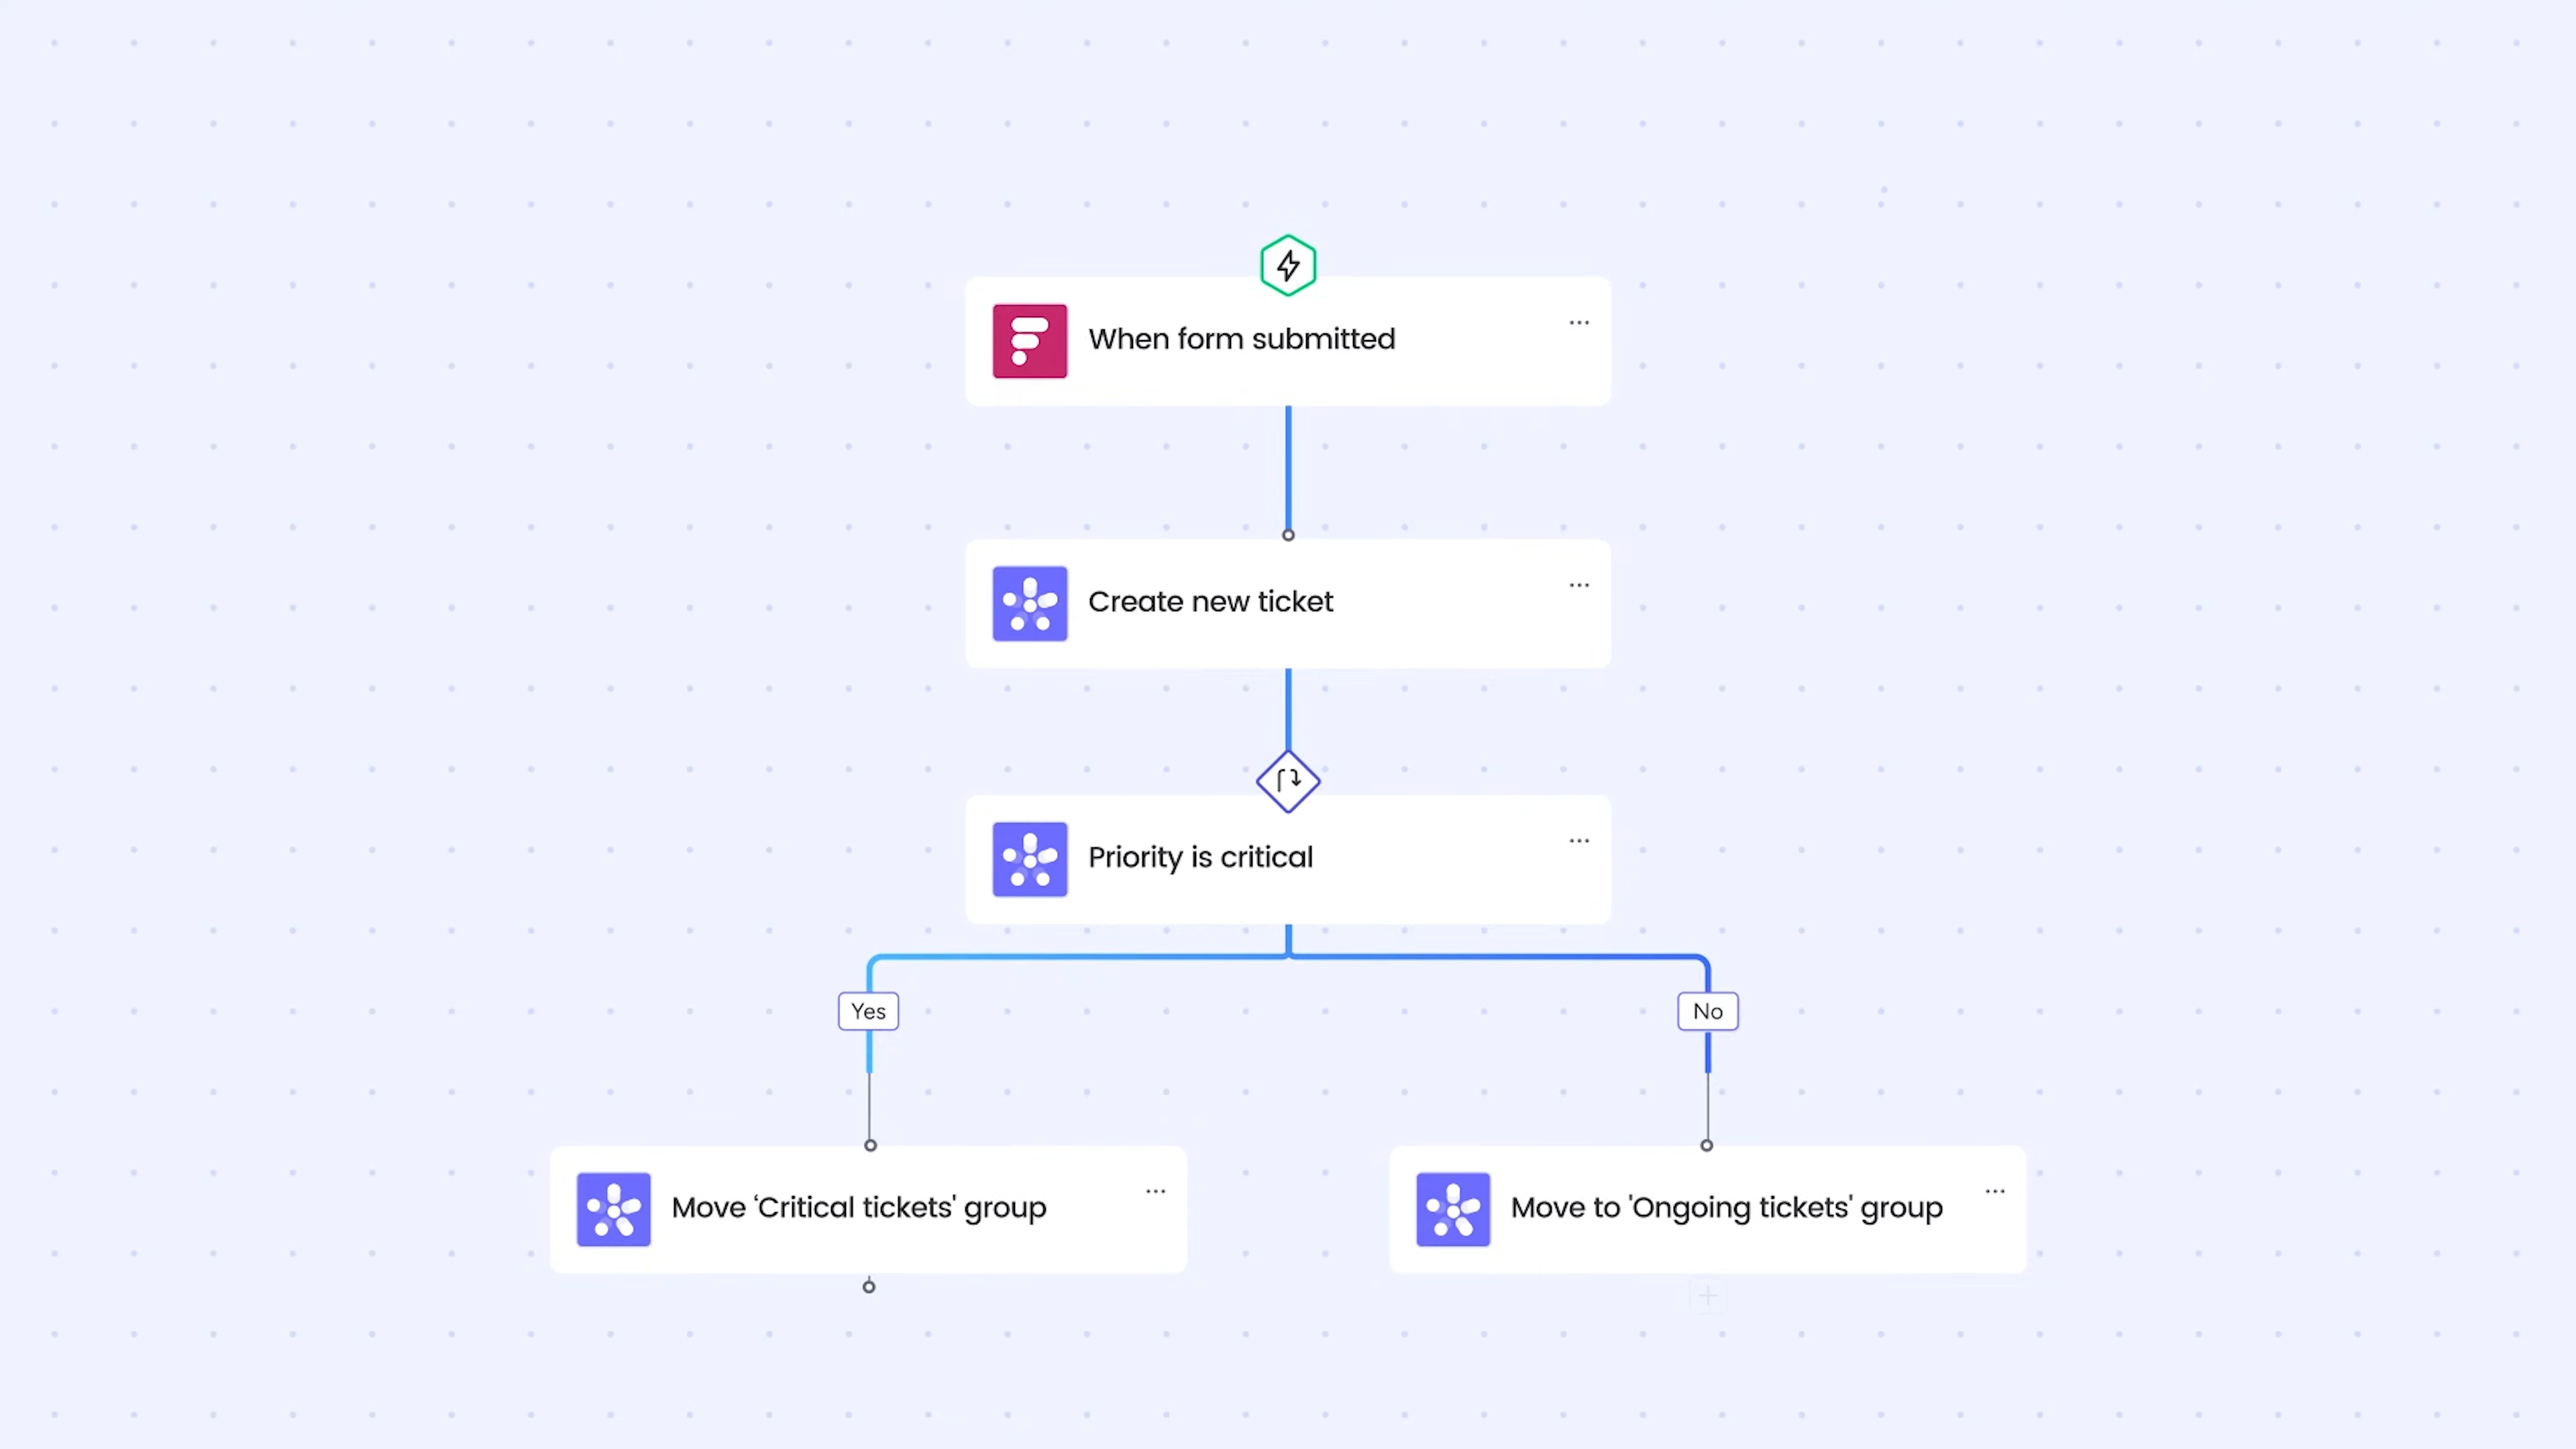 When form submitted
Create new ticket
Priority is critical
Yes
No
Move ‘Critical tickets' group
Move to 'Ongoing tickets' group